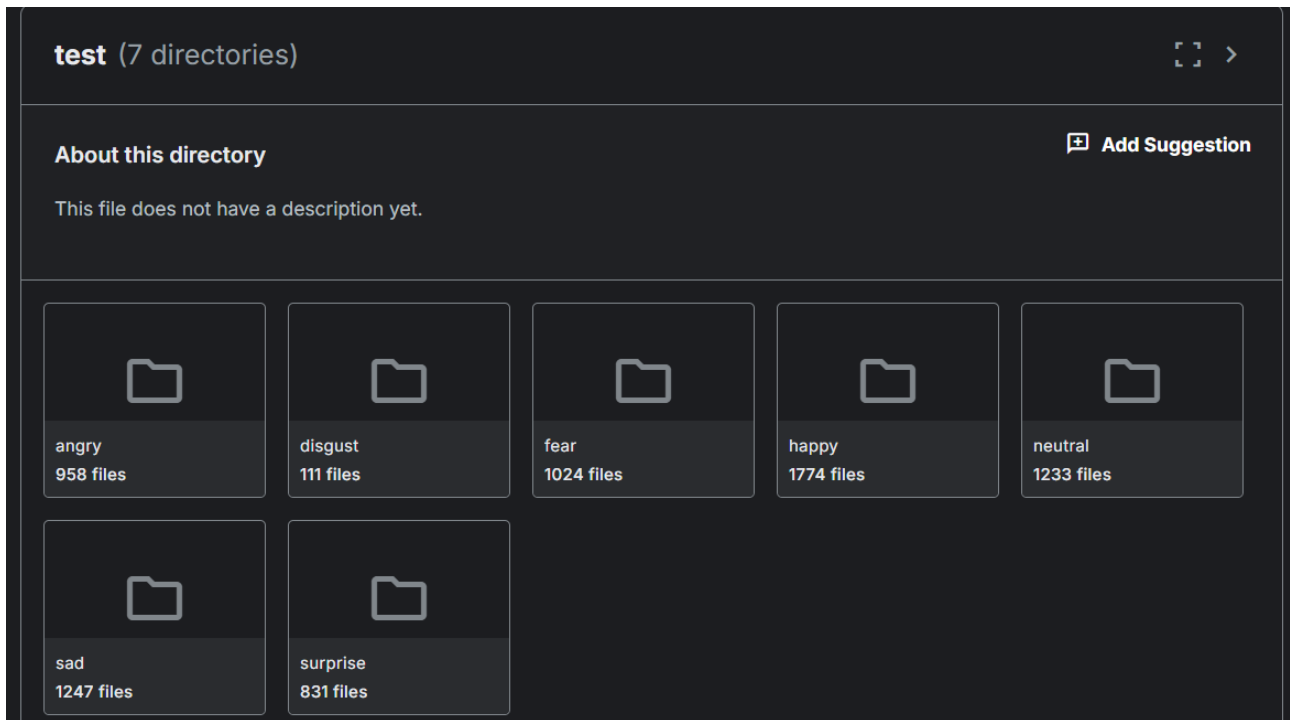 test (7 directories)
About this directory
Add Suggestion
This file does not have a description yet.
angry
958 files
disgust
111 files
fear
1024 files
happy
1774 files
neutral
1233 files
sad
1247 files
surprise
831 files